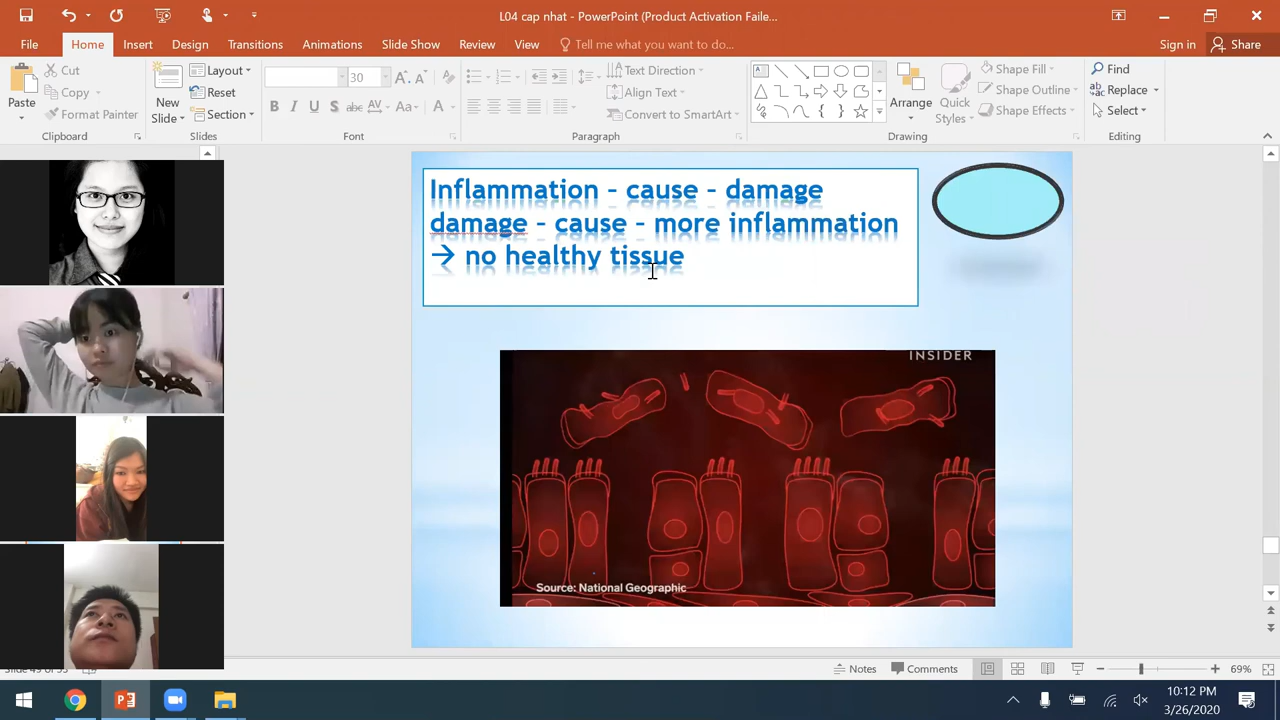 L04 cap nhat - PowerPoint (Product Activation Faile...
File Home Insert Design Transitions Animations Slide Show Review View Tell me what you want to do... Sign in Share
Paste
Cut
Copy
Format Painter
Clipboard
New
Slide
Layout
Reset
Section
Slides
30
B I U S abc AV Aa A
Font
Text Direction
Align Text
Convert to SmartArt
Paragraph
Arrange
Quick
Styles
Shape Fill
Shape Outline
Shape Effects
Drawing
Find
Replace
Select
Editing
Inflammation - cause - damage
damage - cause - more inflammation
→ no healthy tissue
INSIDER
Source: National Geographic
Notes Comments 69%
10:12 PM
3/26/2020